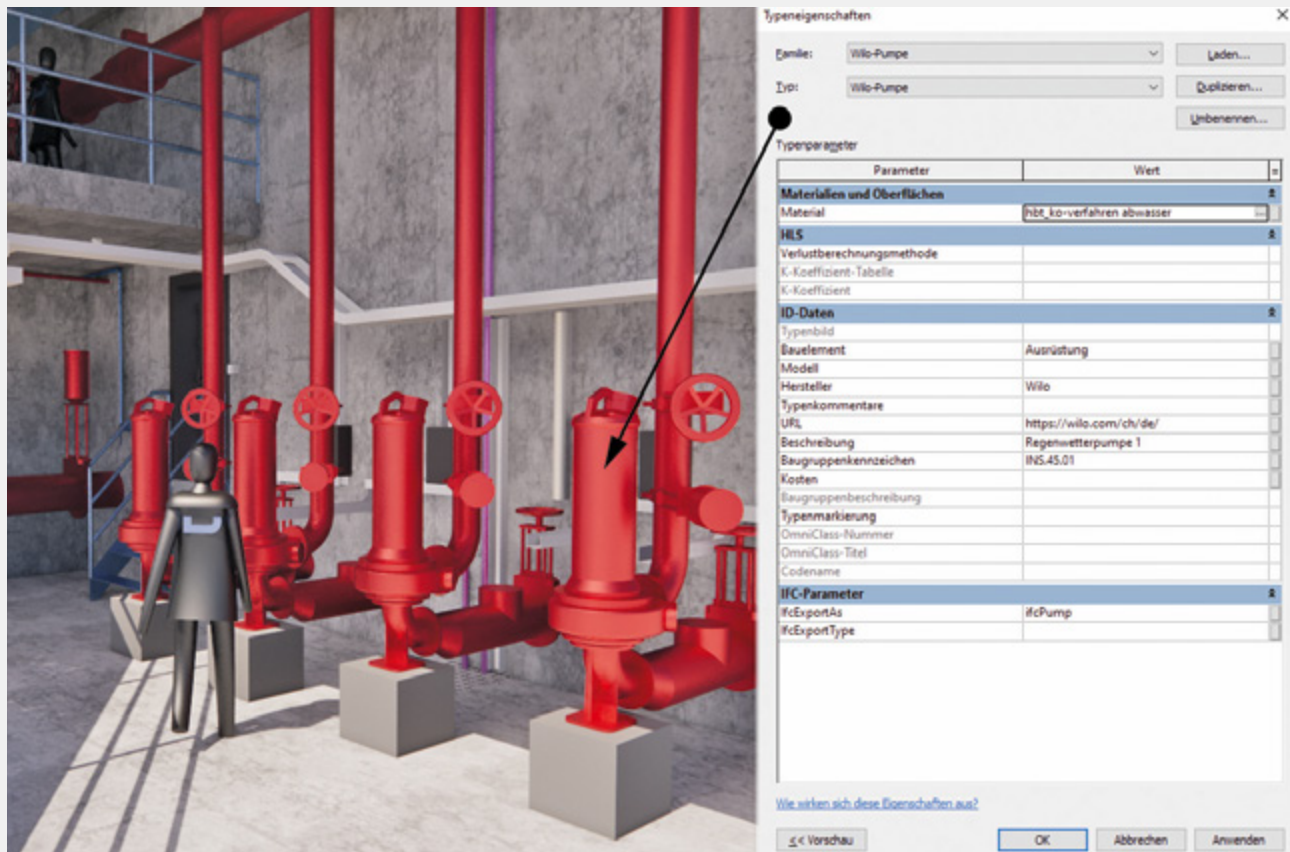 Typeneigenschaften
Familie: Wilo-Pumpe Laden...
Typ: Wilo-Pumpe Duplizieren...
Umbenennen...
Typenparameter
Parameter Wert =
Materialien und Oberflächen
Material hbt_ko-verfahren abwasser
HLS
Verlustberechnungsmethode
K-Koeffizient-Tabelle
K-Koeffizient
ID-Daten
Typenbild
Bauelement Ausrüstung
Modell
Hersteller Wilo
Typenkommentare
URL https://wilo.com/ch/de/
Beschreibung Regenwetterpumpe 1
Baugruppenkennzeichen INS.45.01
Kosten
Baugruppenbeschreibung
Typenmarkierung
OmniClass-Nummer
OmniClass-Titel
Codename
IFC-Parameter
IfcExportAs ifcPump
IfcExportType
Wie wirken sich diese Eigenschaften aus?
<< Vorschau OK Abbrechen Anwenden